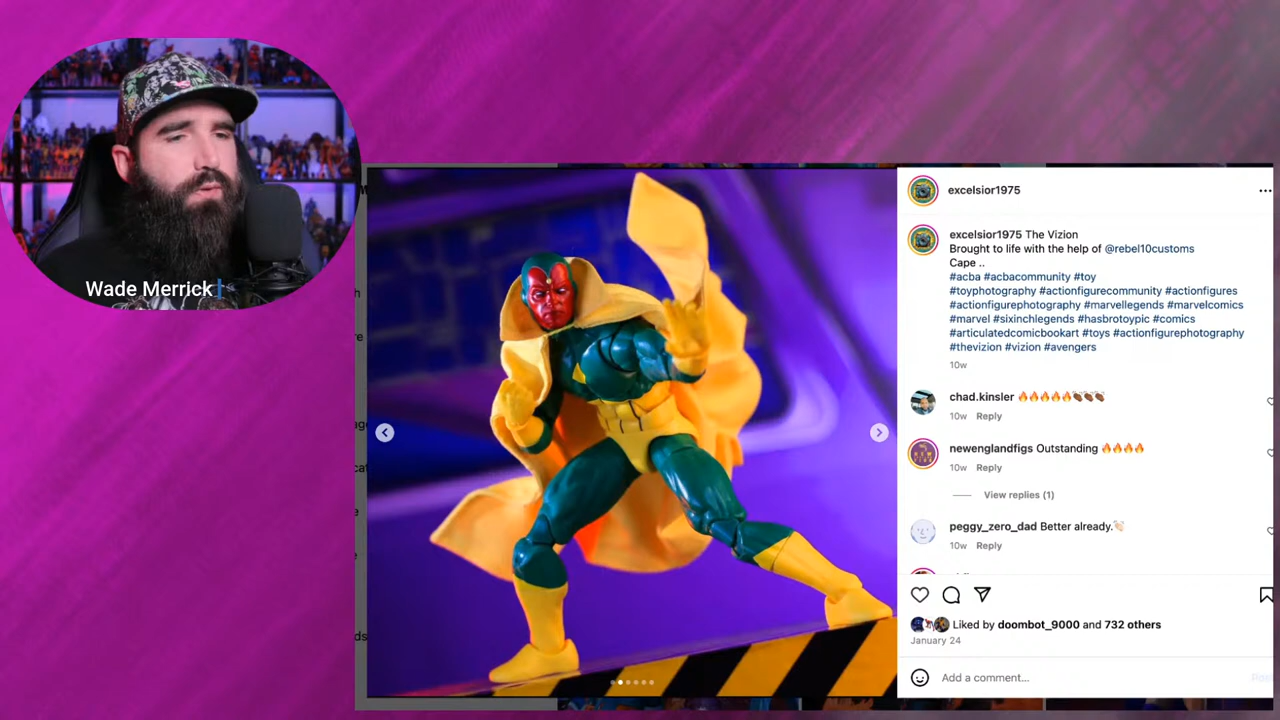 Wade Merrick
excelsior1975
excelsior1975 The Vizion
Brought to life with the help of @rebel10customs
Cape ..
#acba #acbacommunity #toy
#toyphotography #actionfigurecommunity #actionfigures
#actionfigurephotography #marvellegends #marvelcomics
#marvel #sixinchlegends #hasbrotoypic #comics
#articulatedcomicbookart #toys #actionfigurephotography
#thevizion #vizion #avengers
10w
chad.kinsler 🔥🔥🔥🔥🔥👏🏾👏🏾👏🏾
10w Reply
newenglandfigs Outstanding 🔥🔥🔥🔥
10w Reply
View replies (1)
peggy_zero_dad Better already.👏🏻
10w Reply
Liked by doombot_9000 and 732 others
January 24
Add a comment...